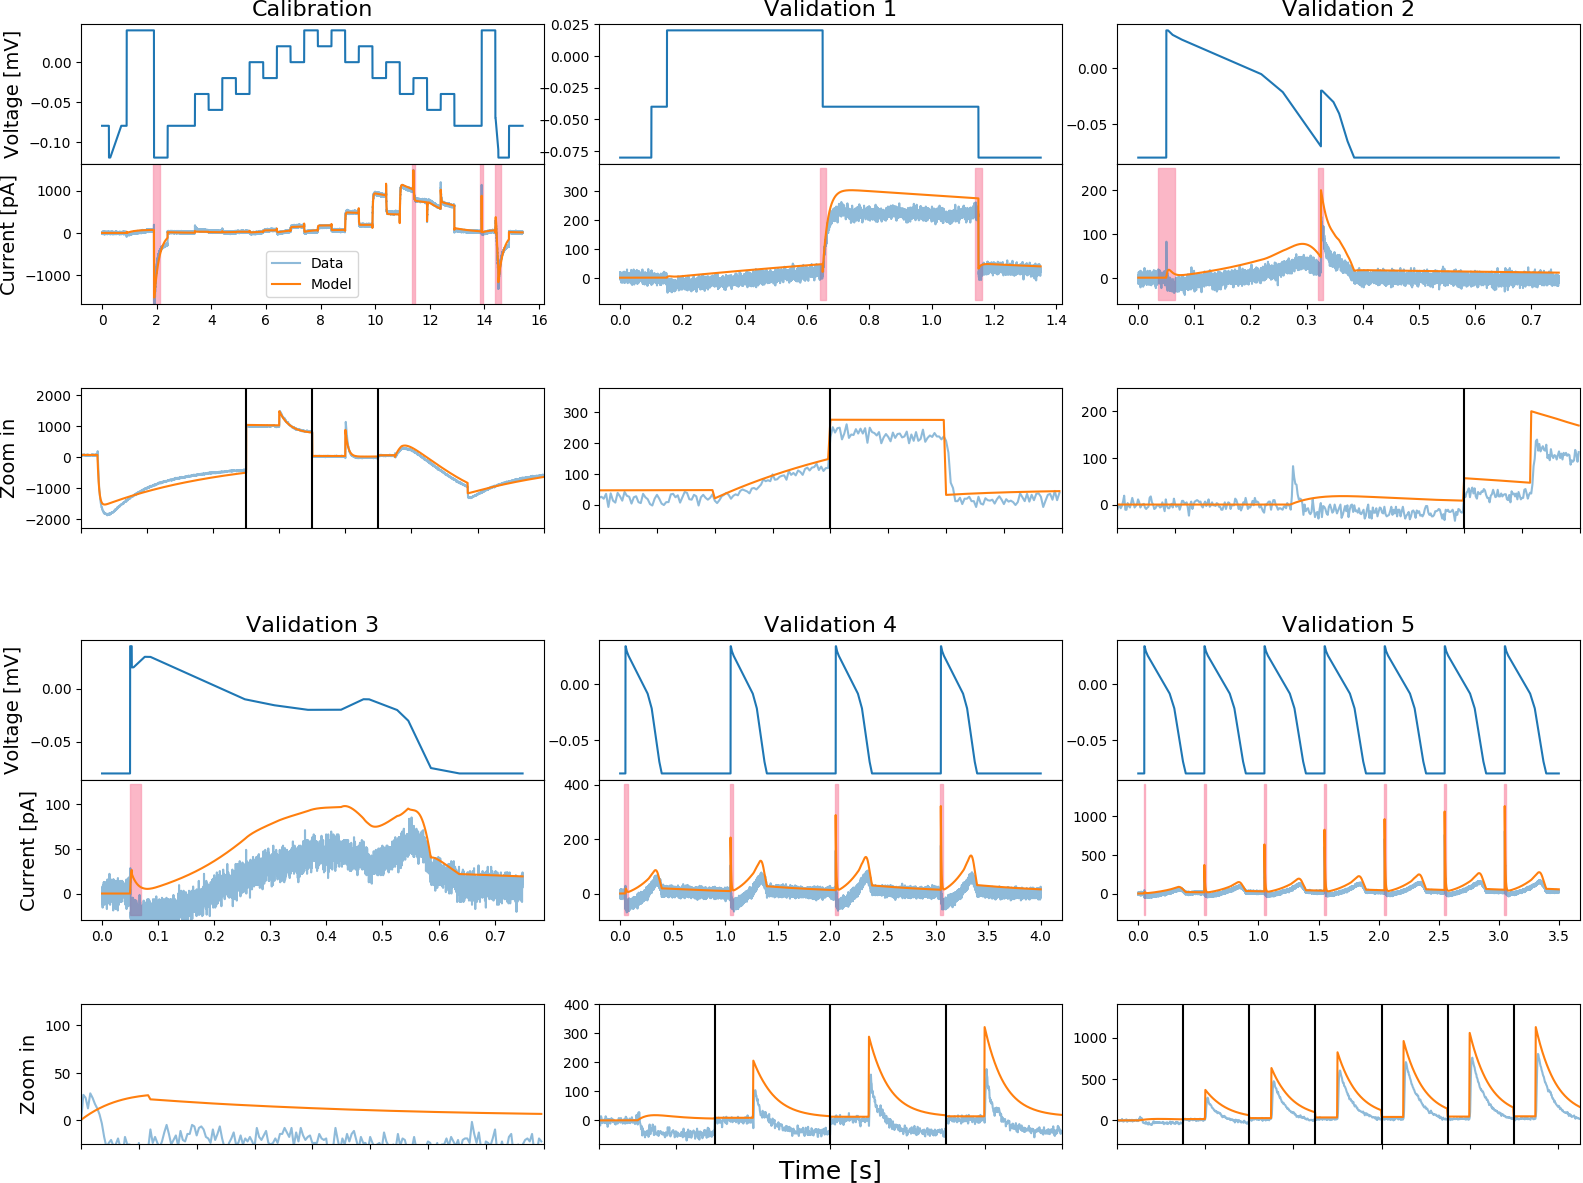 Calibration
Validation 1
Validation 2
Voltage [mV]
0.00
−0.05
−0.10
0.025
0.000
−0.025
−0.050
−0.075
0.00
−0.05
Current [pA]
1000
0
−1000
Data
Model
300
200
100
0
200
100
0
0 2 4 6 8 10 12 14 16
0.0 0.2 0.4 0.6 0.8 1.0 1.2 1.4
0.0 0.1 0.2 0.3 0.4 0.5 0.6 0.7
Zoom in
2000
1000
0
−1000
−2000
300
200
100
0
200
100
0
Validation 3
Validation 4
Validation 5
Voltage [mV]
0.00
−0.05
0.00
−0.05
0.00
−0.05
Current [pA]
100
50
0
400
200
0
1000
500
0
0.0 0.1 0.2 0.3 0.4 0.5 0.6 0.7
0.0 0.5 1.0 1.5 2.0 2.5 3.0 3.5 4.0
0.0 0.5 1.0 1.5 2.0 2.5 3.0 3.5
Zoom in
100
50
0
400
300
200
100
0
1000
500
0
Time [s]